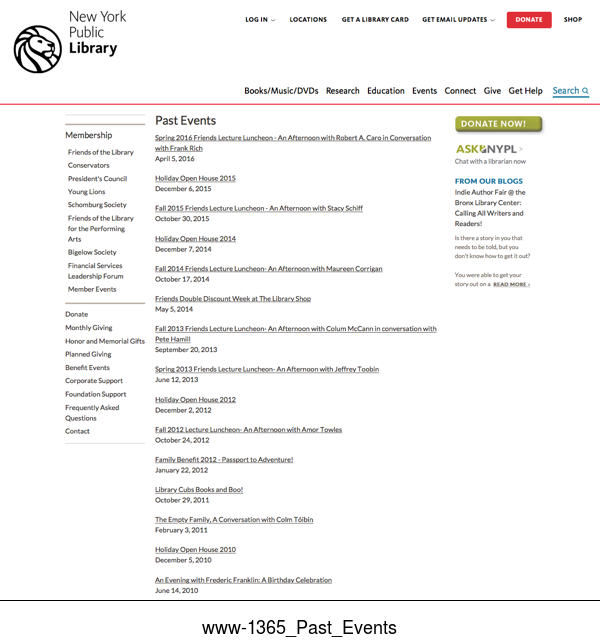 New York
Public
Library
LOG IN
LOCATIONS
GET A LIBRARY CARD
GET EMAIL UPDATES
DONATE
SHOP
Books/Music/DVDs
Research
Education
Events
Connect
Give
Get Help
Search
Membership
Friends of the Library
Conservators
President's Council
Young Lions
Schomburg Society
Friends of the Library
for the Performing
Arts
Bigelow Society
Financial Services
Leadership Forum
Member Events
Donate
Monthly Giving
Honor and Memorial Gifts
Planned Giving
Benefit Events
Corporate Support
Foundation Support
Frequently Asked
Questions
Contact
Past Events
Spring 2016 Friends Lecture Luncheon - An Afternoon with Robert A. Caro in Conversation
with Frank Rich
April 5, 2016
Holiday Open House 2015
December 6, 2015
Fall 2015 Friends Lecture Luncheon - An Afternoon with Stacy Schiff
October 30, 2015
Holiday Open House 2014
December 7, 2014
Fall 2014 Friends Lecture Luncheon- An Afternoon with Maureen Corrigan
October 17, 2014
Friends Double Discount Week at The Library Shop
May 5, 2014
Fall 2013 Friends Lecture Luncheon- An Afternoon with Colum McCann in conversation with
Pete Hamill
September 20, 2013
Spring 2013 Friends Lecture Luncheon- An Afternoon with Jeffrey Toobin
June 12, 2013
Holiday Open House 2012
December 2, 2012
Fall 2012 Lecture Luncheon- An Afternoon with Amor Towles
October 24, 2012
Family Benefit 2012 - Passport to Adventure!
January 22, 2012
Library Cubs Books and Boo!
October 29, 2011
The Empty Family, A Conversation with Colm Tóibín
February 3, 2011
Holiday Open House 2010
December 5, 2010
An Evening with Frederic Franklin: A Birthday Celebration
June 14, 2010
DONATE NOW!
ASK NYPL >
Chat with a librarian now
FROM OUR BLOGS
Indie Author Fair @ the
Bronx Library Center:
Calling All Writers and
Readers!
Is there a story in you that
needs to be told, but you
don't know how to get it out?
You were able to get your
story out on a READ MORE ›
www-1365_Past_Events